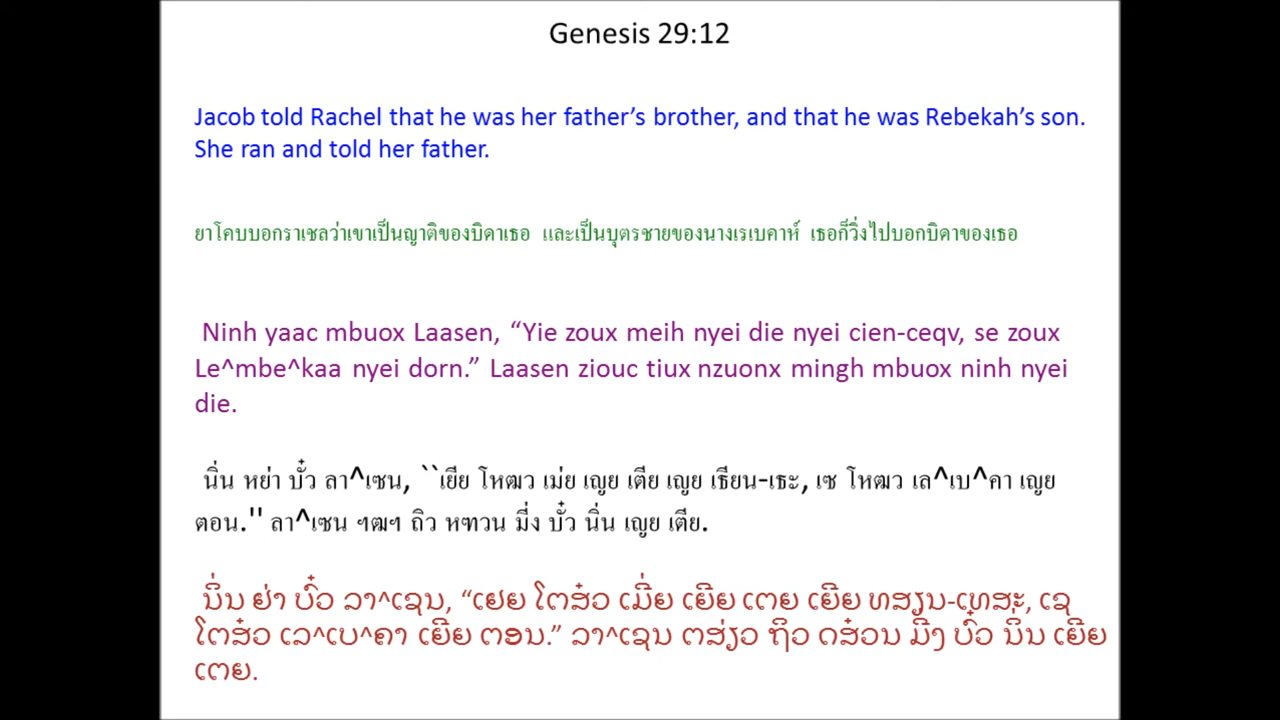 Genesis 29:12
Jacob told Rachel that he was her father’s brother, and that he was Rebekah’s son.
She ran and told her father.
ยาโคบบอกราเชลว่าเขาเป็นญาติของบิดาเธอ และเป็นบุตรชายของนางเรเบคาห์ เธอก็วิ่งไปบอกบิดาของเธอ
Ninh yaac mbuox Laasen, “Yie zoux meih nyei die nyei cien-ceqv, se zoux
Le^mbe^kaa nyei dorn.” Laasen ziouc tiux nzuonx mingh mbuox ninh nyei
die.
นิ่น หย่า บั๋ว ลา^เซน, ``เยีย โหฒว เม่ย เญย เตีย เญย เธียน-เธะ, เซ โหฒว เล^เบ^คา เญย
ตอน.'' ลา^เซน ฯฒฯ ถิว หฑวน มี่ง บั๋ว นิ่น เญย เตีย.
ນິ່ນ ຢ່າ ບົ໋ວ ລາ^ເຊນ, “ເຢຍ ໂຕສ໋ວ ເມີ່ຍ ເຍີຍ ເຕຍ ເຍີຍ ທສຽນ-ເທສະ, ເຊ
ໂຕສ໋ວ ເລ^ເບ^ຄາ ເຍີຍ ຕອນ.” ລາ^ເຊນ ຕສ່ຽວ ຖິວ ດສ໋ວນ ມີ່ງ ບົ໋ວ ນິ່ນ ເຍີຍ
ເຕຍ.